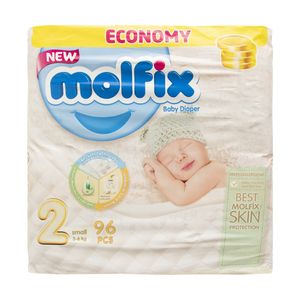 ECONOMY
NEW
molfix
Baby Diaper
2
small
3-6 kg
96
PCS
BEST
MOLFIX
SKIN
PROTECTION